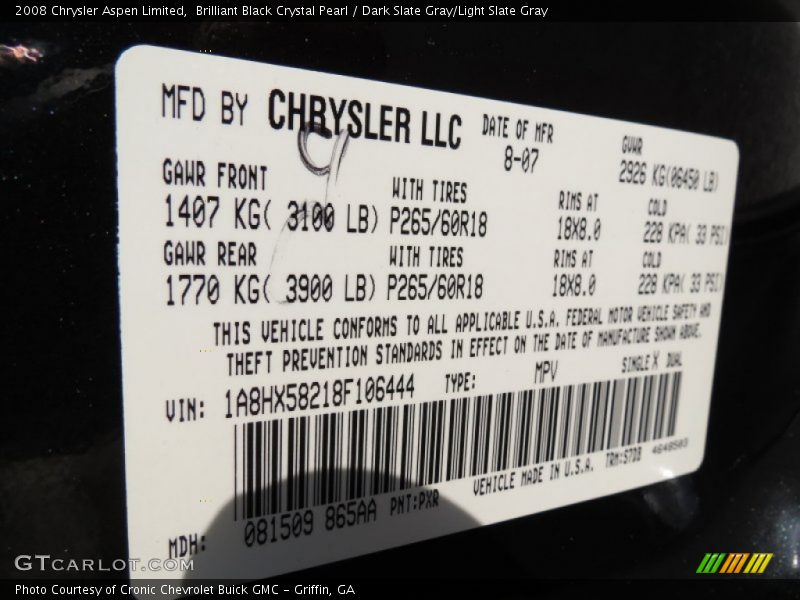 2008 Chrysler Aspen Limited,  Brilliant Black Crystal Pearl / Dark Slate Gray/Light Slate Gray
MFD BY CHRYSLER LLC DATE OF MFR GVWR
8-07 2926 KG(06450 LB)
GAWR FRONT WITH TIRES RIMS AT COLD
1407 KG( 3100 LB) P265/60R18 18X8.0 228 KPA( 33 PSI)
GAWR REAR WITH TIRES RIMS AT COLD
1770 KG( 3900 LB) P265/60R18 18X8.0 228 KPA( 33 PSI)
THIS VEHICLE CONFORMS TO ALL APPLICABLE U.S.A. FEDERAL MOTOR VEHICLE SAFETY AND
THEFT PREVENTION STANDARDS IN EFFECT ON THE DATE OF MANUFACTURE SHOWN ABOVE.
VIN: 1A8HX58218F106444 TYPE: MPV SINGLE X DUAL
MDH: 081509 865AA PNT:PXR VEHICLE MADE IN U.S.A. TRM:S7DB 4648503
GTcarlot.com
Photo Courtesy of Cronic Chevrolet Buick GMC – Griffin, GA